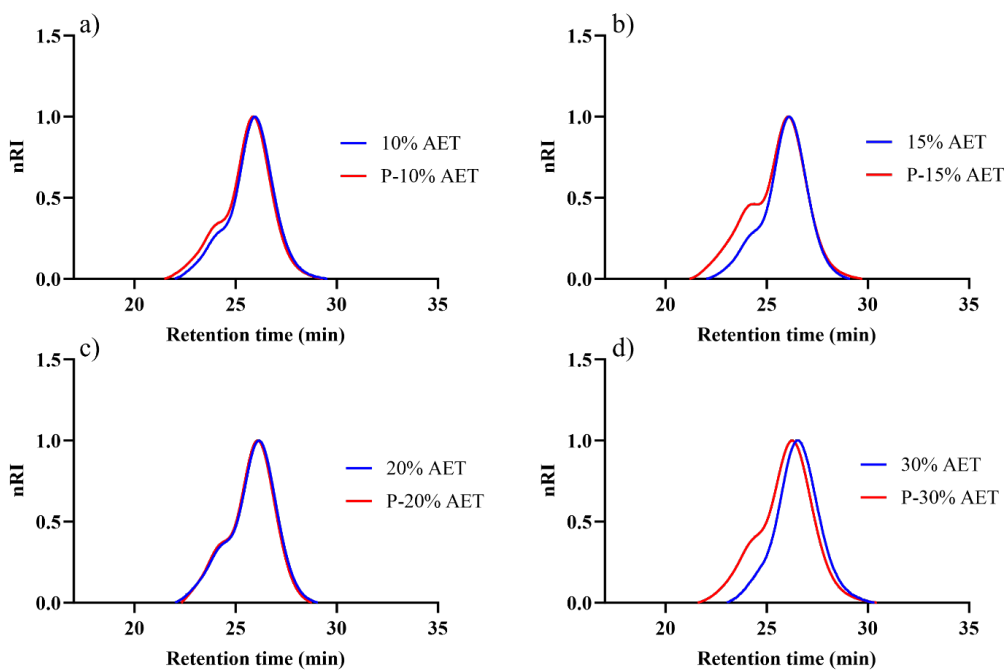 a)
1.5
1.0
0.5
0.0
nRI
10% AET
P-10% AET
20
25
30
35
Retention time (min)
b)
1.5
1.0
0.5
0.0
nRI
15% AET
P-15% AET
20
25
30
35
Retention time (min)
c)
1.5
1.0
0.5
0.0
nRI
20% AET
P-20% AET
20
25
30
35
Retention time (min)
d)
1.5
1.0
0.5
0.0
nRI
30% AET
P-30% AET
20
25
30
35
Retention time (min)